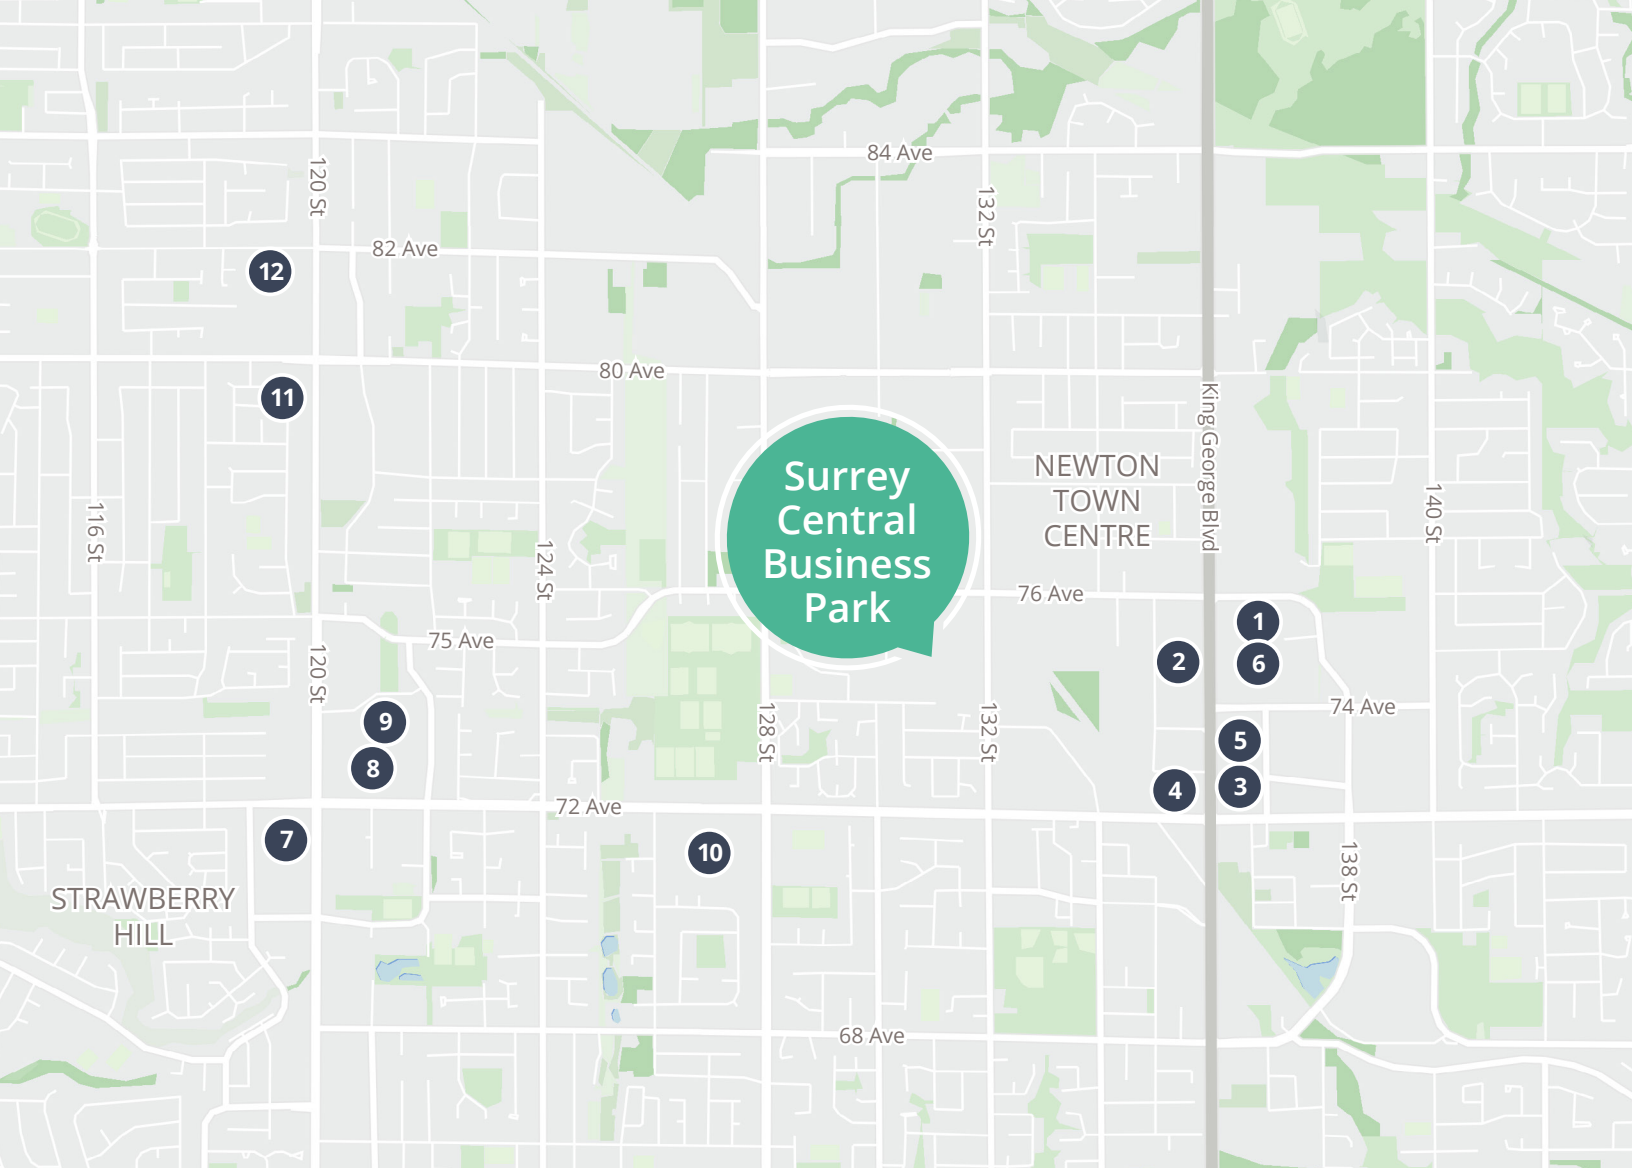 84 Ave
120 St
132 St
82 Ave
12
80 Ave
11
King George Blvd
Surrey
Central
Business
Park
NEWTON
TOWN
CENTRE
116 St
140 St
124 St
76 Ave
1
75 Ave
120 St
2
6
74 Ave
9
128 St
132 St
5
8
3
4
72 Ave
7
10
138 St
STRAWBERRY
HILL
68 Ave